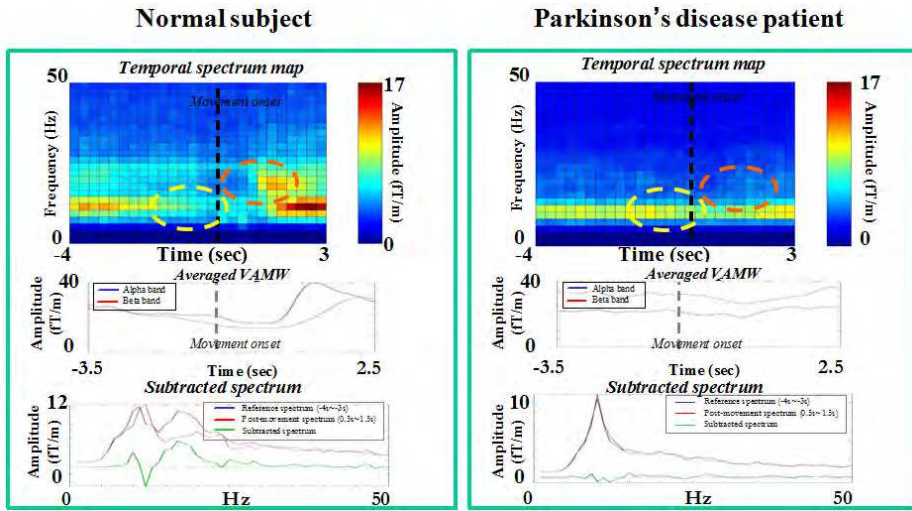 Normal subject
Parkinson's disease patient
Temporal spectrum map
50
Frequency (Hz)
0
Movement onset
-4
Time (sec)
3
17
Amplitude (fT/m)
0
Averaged VAMW
40
Amplitude (fT/m)
0
Alpha band
Beta band
Movement onset
-3.5
Time (sec)
2.5
Subtracted spectrum
12
Amplitude (fT/m)
Reference spectrum (-4s~-3s)
Post-movement spectrum (0.5s~1.5s)
Subtracted spectrum
0
Hz
50
Temporal spectrum map
50
Frequency (Hz)
0
-4
Time (sec)
3
17
Amplitude (fT/m)
0
Averaged VAMW
40
Amplitude (fT/m)
0
Alpha band
Beta band
Movement onset
-3.5
Time (sec)
2.5
Subtracted spectrum
10
Amplitude (fT/m)
Reference spectrum (-4s~-3s)
Post-movement spectrum (0.5s~1.5s)
Subtracted spectrum
0
Hz
50